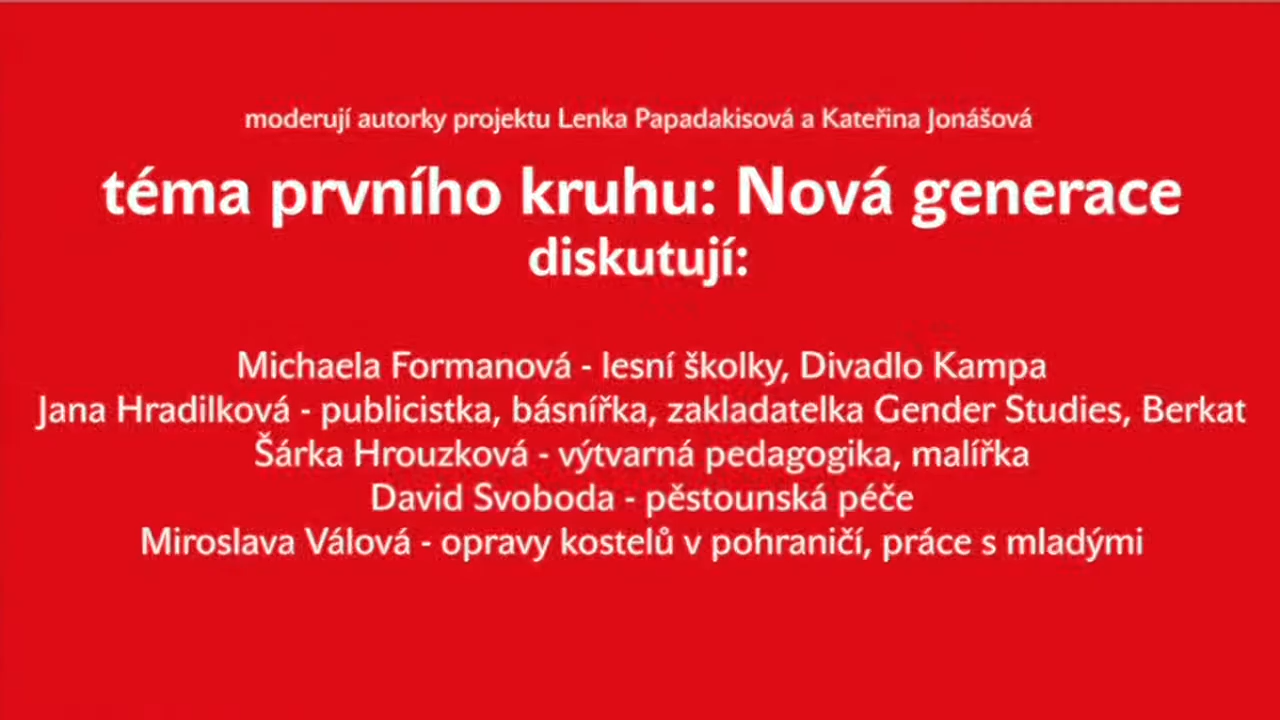 moderují autorky projektu Lenka Papadakisová a Kateřina Jonášová
téma prvního kruhu: Nová generace
diskutují:
Michaela Formanová - lesní školky, Divadlo Kampa
Jana Hradilková - publicistka, básnířka, zakladatelka Gender Studies, Berkat
Šárka Hrouzková - výtvarná pedagogika, malířka
David Svoboda - pěstounská péče
Miroslava Válová - opravy kostelů v pohraničí, práce s mladými